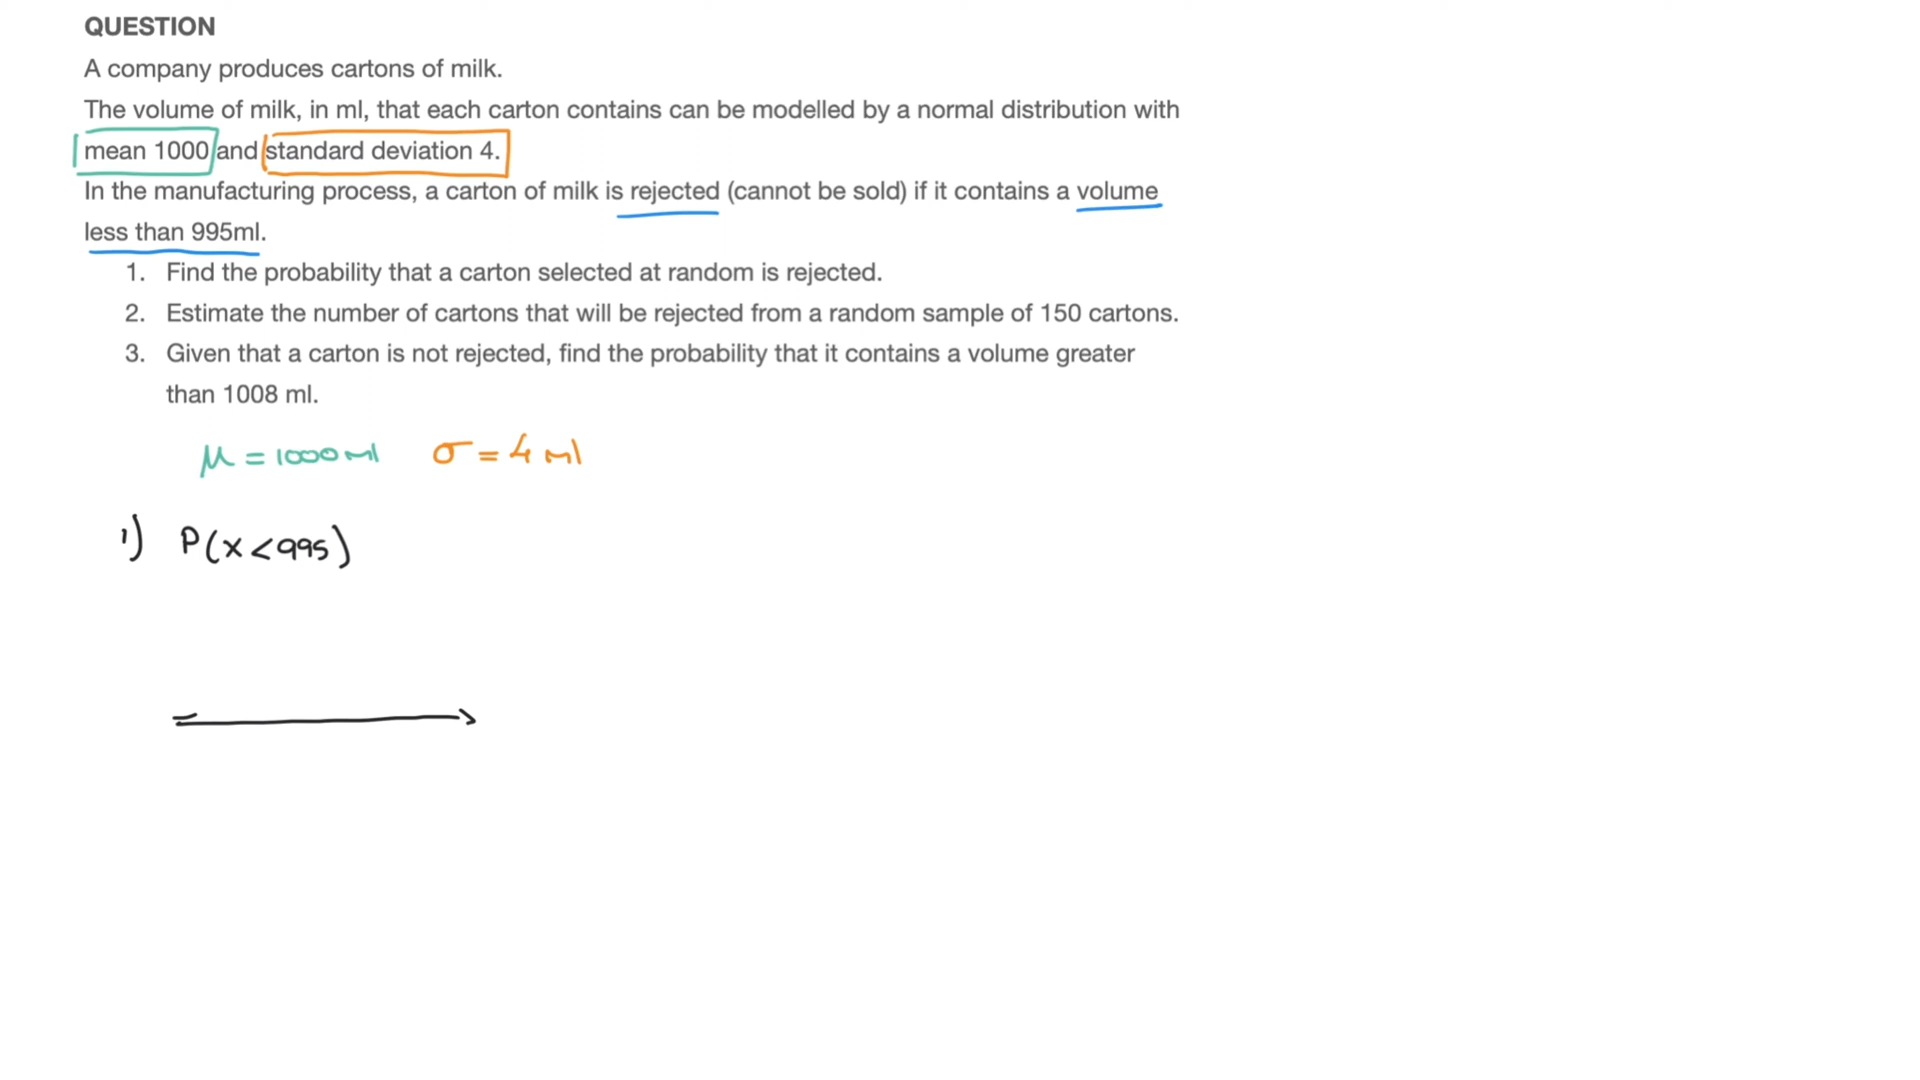 QUESTION
A company produces cartons of milk.
The volume of milk, in ml, that each carton contains can be modelled by a normal distribution with
mean 1000 and standard deviation 4.
In the manufacturing process, a carton of milk is rejected (cannot be sold) if it contains a volume
less than 995ml.
1. Find the probability that a carton selected at random is rejected.
2. Estimate the number of cartons that will be rejected from a random sample of 150 cartons.
3. Given that a carton is not rejected, find the probability that it contains a volume greater
than 1008 ml.
μ = 1000 ml σ = 4 ml
1) P(x < 995)